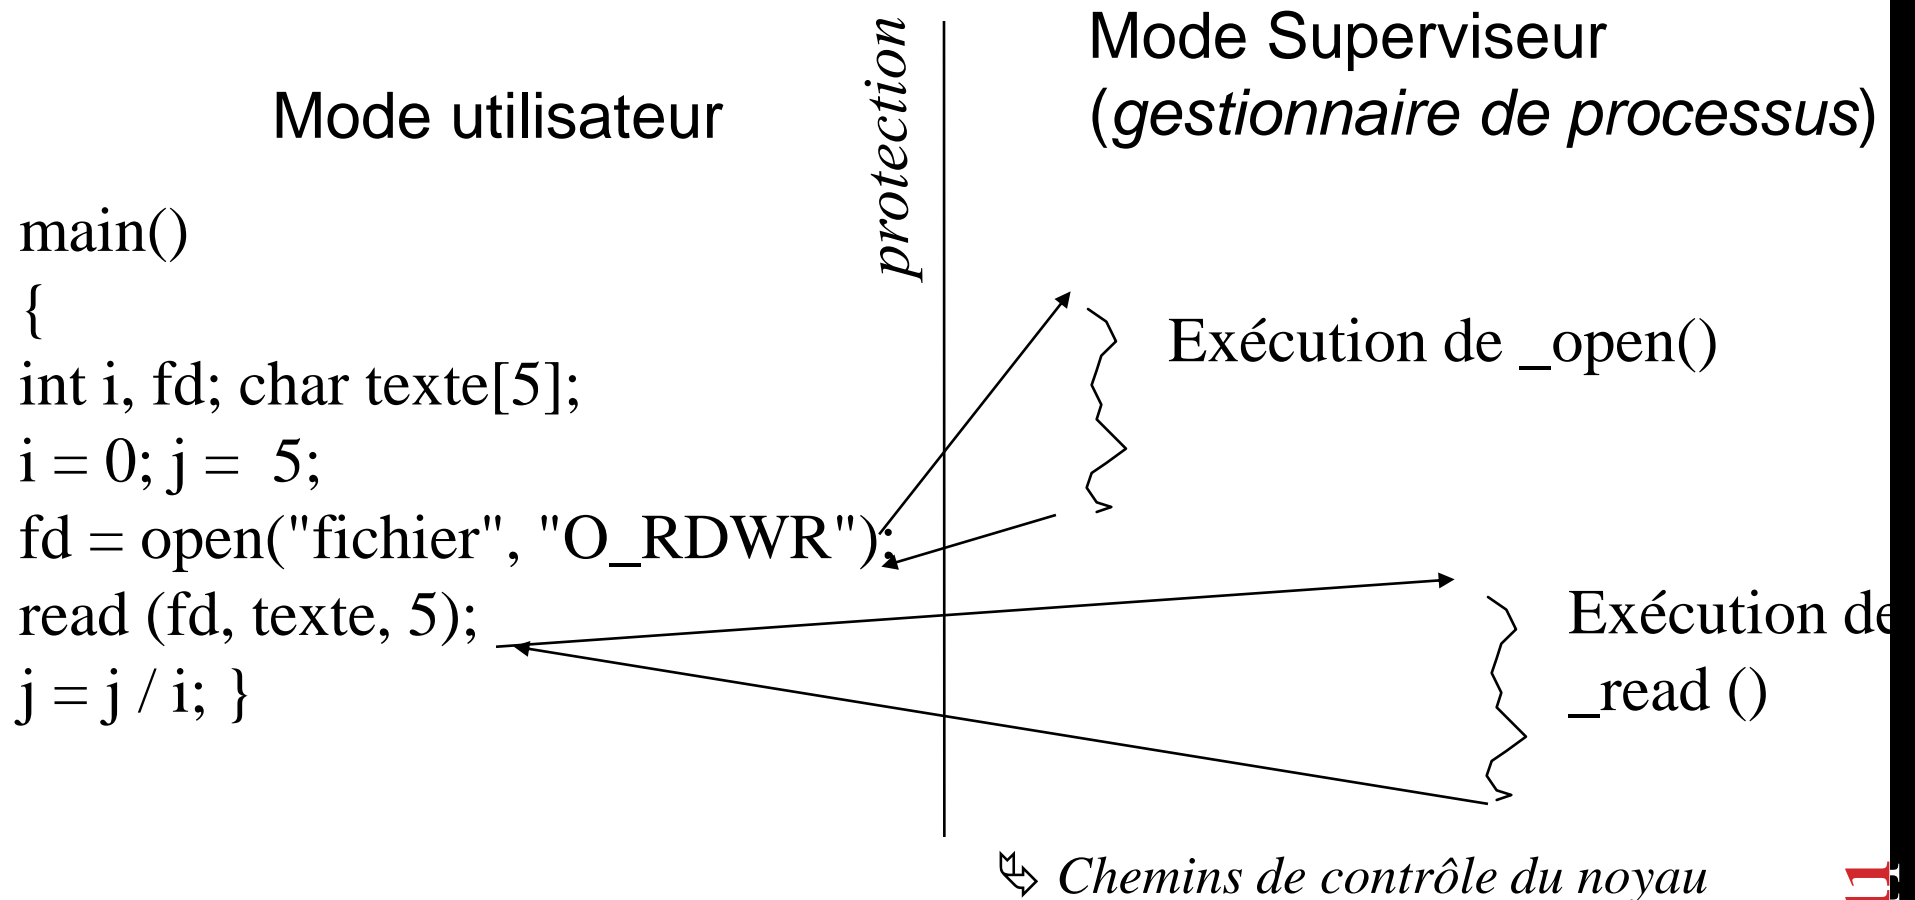 Mode utilisateur
protection
Mode Superviseur
(gestionnaire de processus)
main()
{
int i, fd; char texte[5];
i = 0; j =  5;
fd = open("fichier", "O_RDWR");
read (fd, texte, 5);
j = j / i; }
Exécution de _open()
Exécution de
_read ()
Chemins de contrôle du noyau